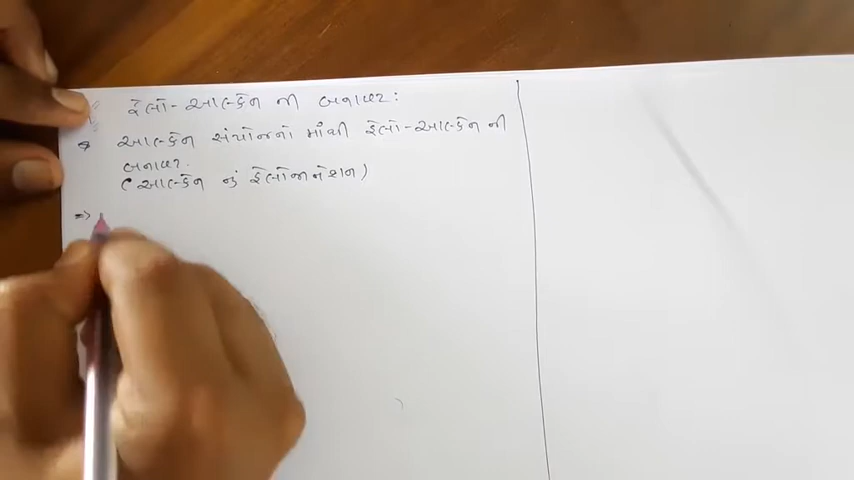 હેલો-આલ્કેન ની બનાવટ:
આલ્કેન સંયોજનો માંથી હેલો-આલ્કેન ની
બનાવટ.
(આલ્કેન નું હેલોજીનેશન)
⇒